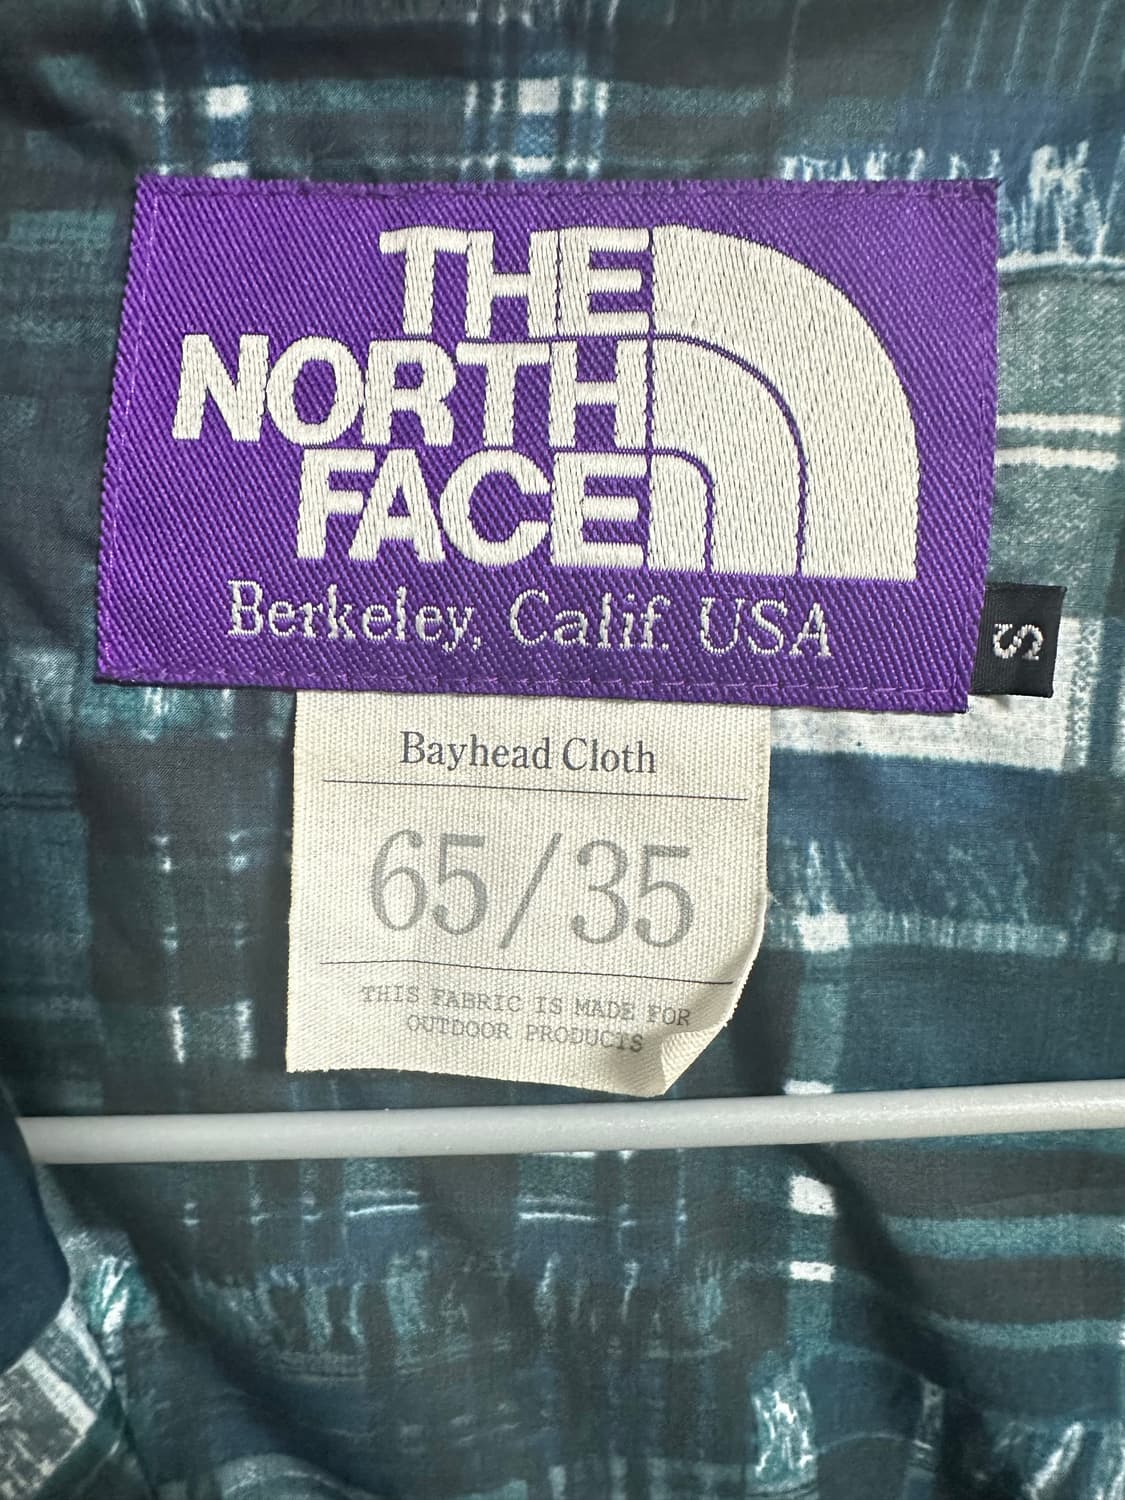 THE
NORTH
FACE
Berkeley, Calif. USA
S
Bayhead Cloth
65/35
THIS FABRIC IS MADE FOR
OUTDOOR PRODUCTS